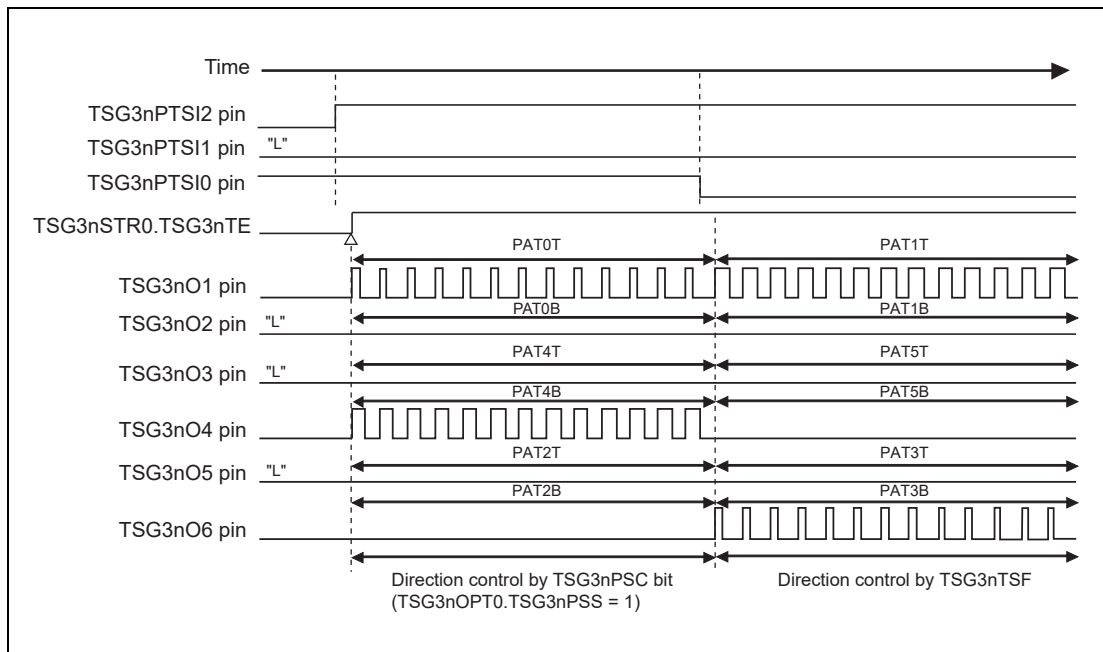 Time
TSG3nPTSI2 pin
TSG3nPTSI1 pin "L"
TSG3nPTSI0 pin
TSG3nSTR0.TSG3nTE
PAT0T PAT1T
TSG3nO1 pin
PAT0B PAT1B
TSG3nO2 pin "L"
PAT4T PAT5T
TSG3nO3 pin "L"
PAT4B PAT5B
TSG3nO4 pin
PAT2T PAT3T
TSG3nO5 pin "L"
PAT2B PAT3B
TSG3nO6 pin
Direction control by TSG3nPSC bit Direction control by TSG3nTSF
(TSG3nOPT0.TSG3nPSS = 1)